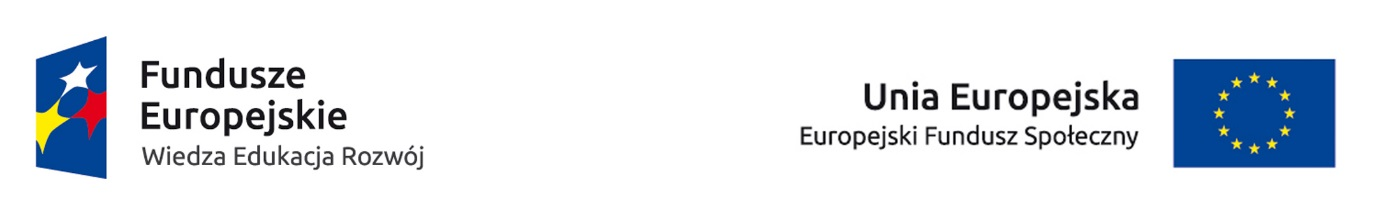 Fundusze
Europejskie
Wiedza Edukacja Rozwój
Unia Europejska
Europejski Fundusz Społeczny